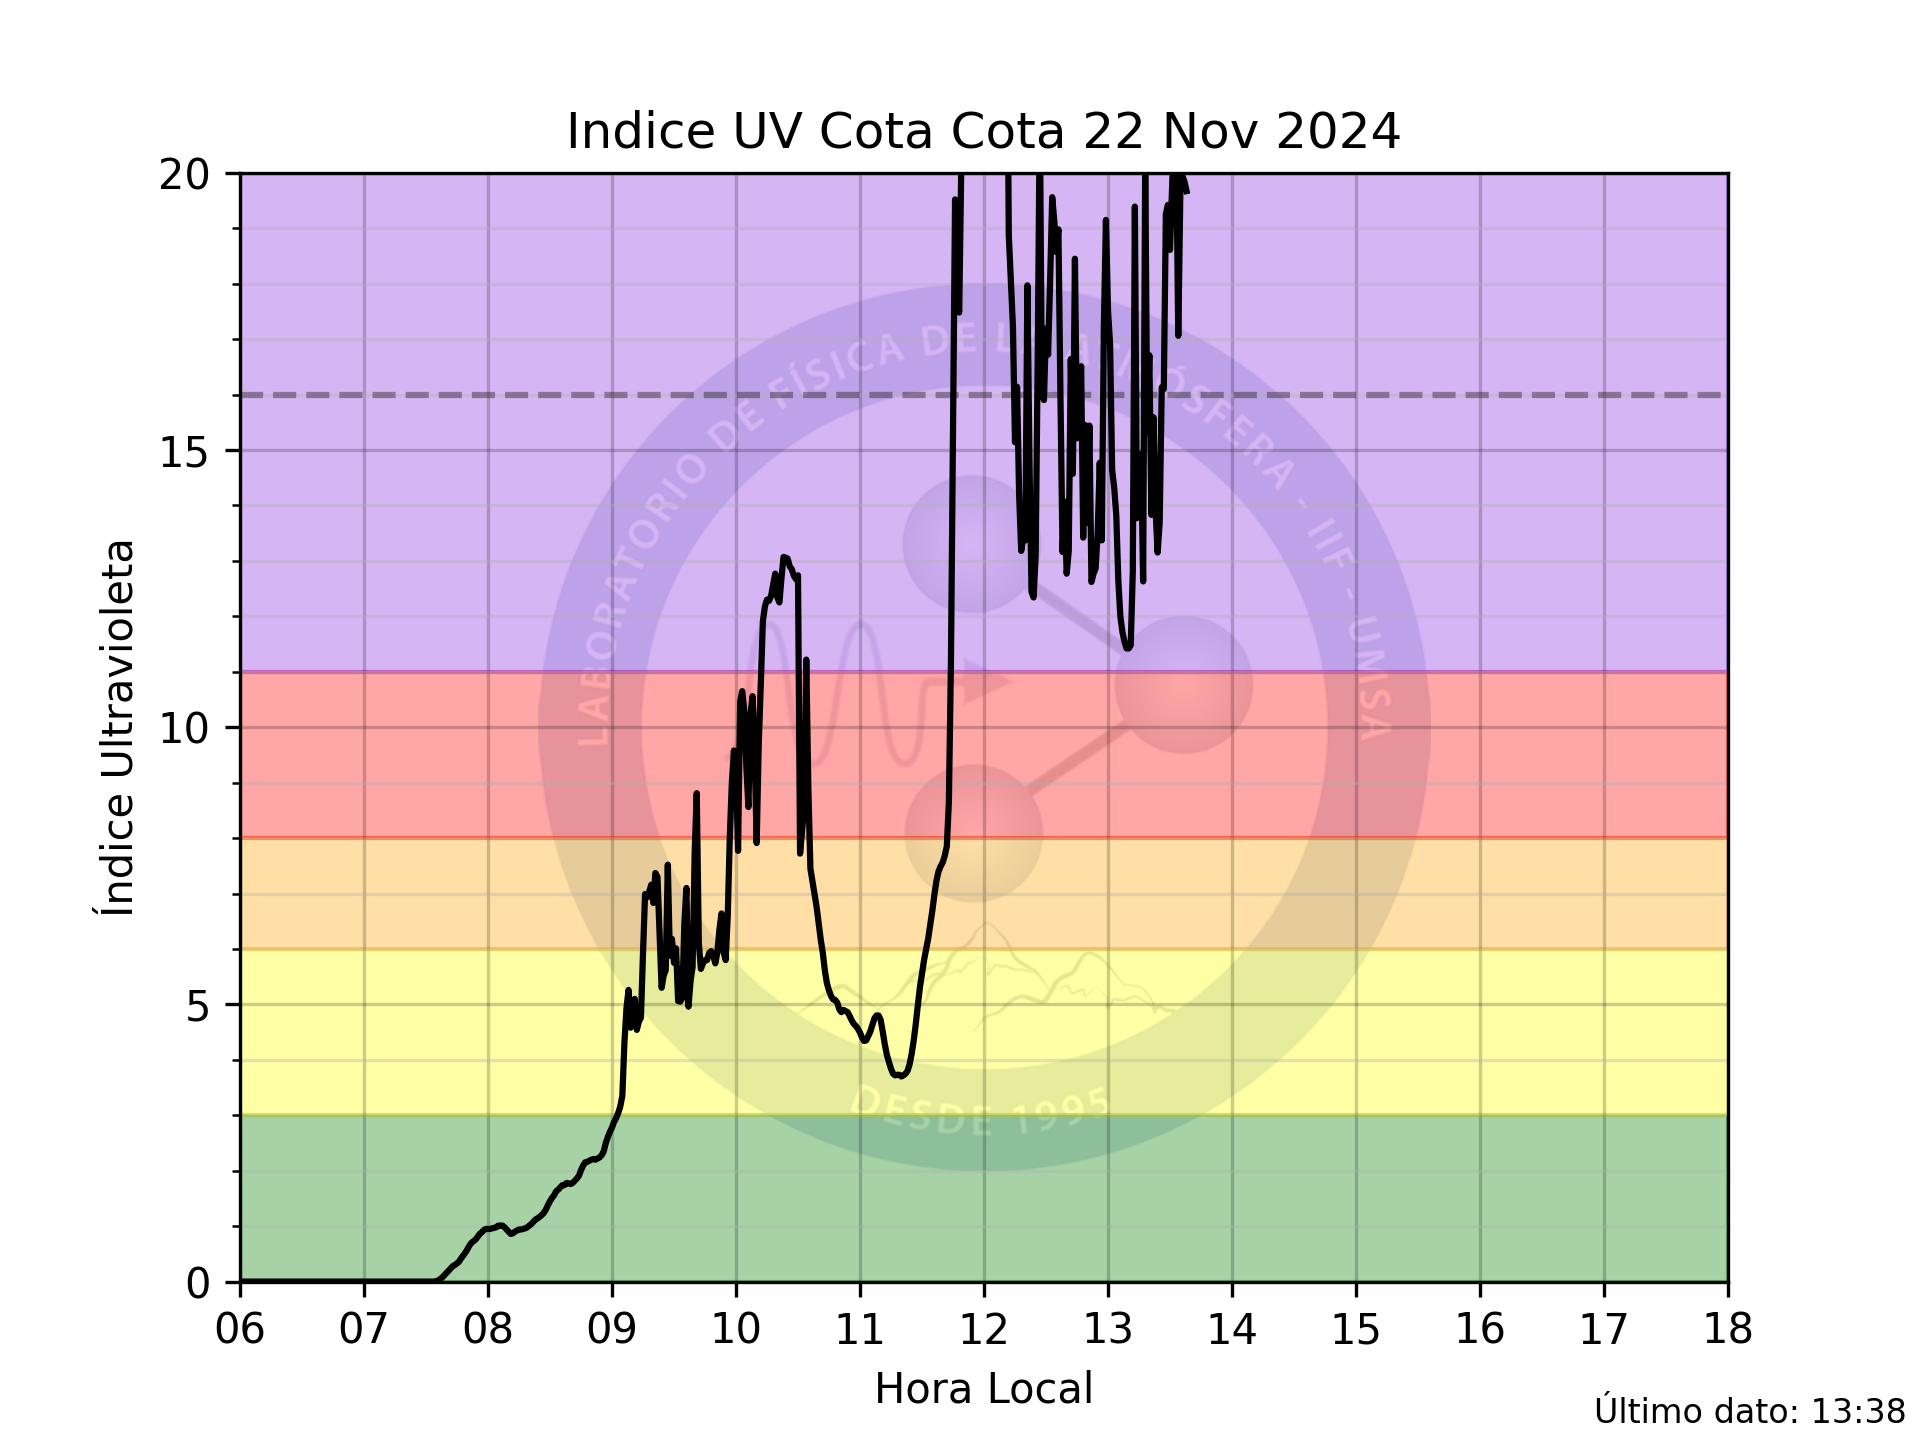 Indice UV Cota Cota 22 Nov 2024
20
15
10
5
0
Índice Ultravioleta
LABORATORIO DE FÍSICA DE LA ATMÓSFERA - IIF - UMSA
DESDE 1995
06 07 08 09 10 11 12 13 14 15 16 17 18
Hora Local
Último dato: 13:38